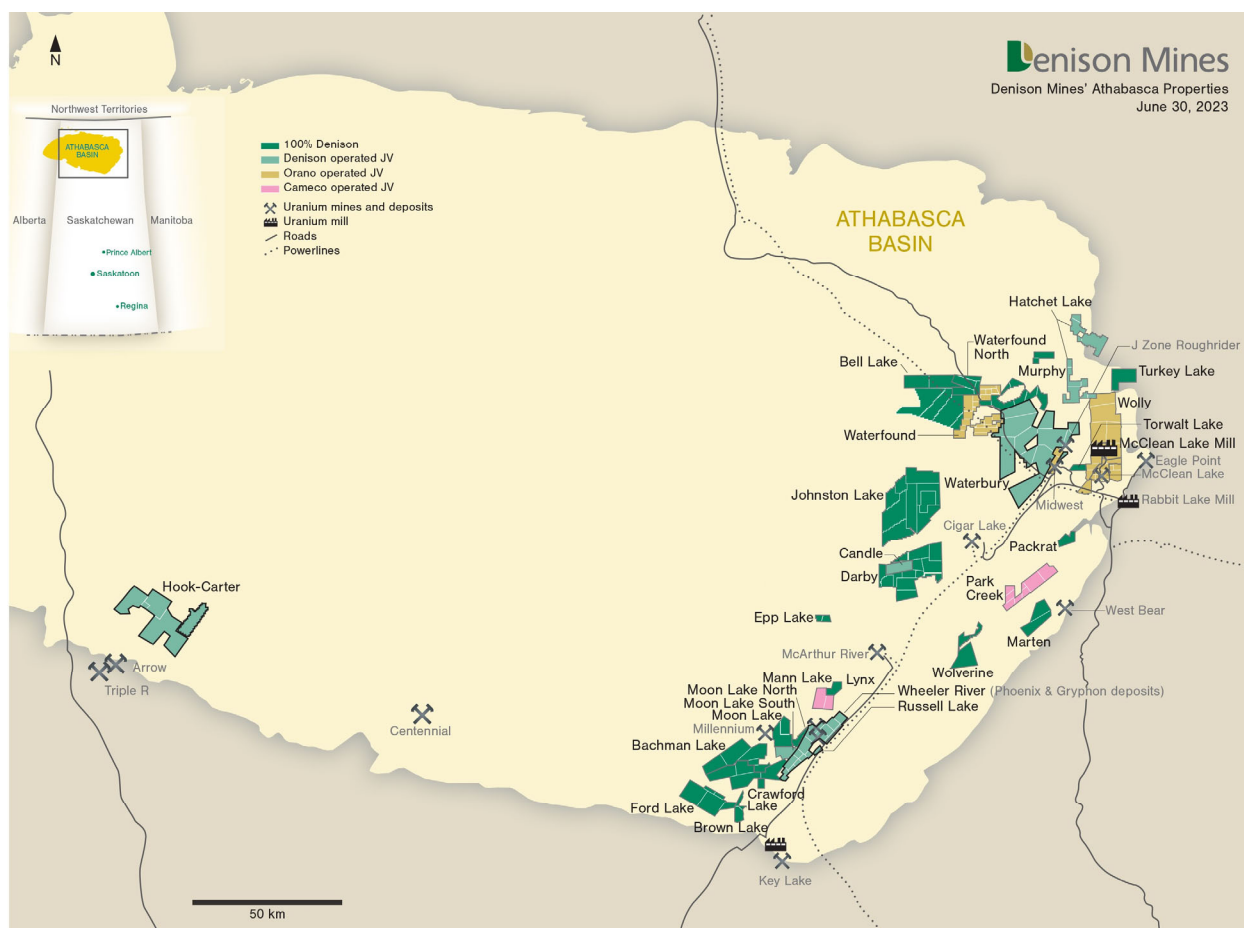 N
Denison Mines
Denison Mines' Athabasca Properties
June 30, 2023
Northwest Territories
ATHABASCA
BASIN
Alberta
Saskatchewan
Manitoba
Prince Albert
Saskatoon
Regina
100% Denison
Denison operated JV
Orano operated JV
Cameco operated JV
Uranium mines and deposits
Uranium mill
Roads
Powerlines
ATHABASCA
BASIN
Hatchet Lake
J Zone Roughrider
Waterfound
North
Bell Lake
Murphy
Turkey Lake
Wolly
Torwalt Lake
Waterfound
McClean Lake Mill
Eagle Point
McClean Lake
Waterbury
Johnston Lake
Midwest
Rabbit Lake Mill
Cigar Lake
Packrat
Candle
Darby
Park
Creek
Hook-Carter
West Bear
Epp Lake
Marten
McArthur River
Arrow
Triple R
Wolverine
Mann Lake
Lynx
Moon Lake North
Wheeler River (Phoenix & Gryphon deposits)
Moon Lake South
Russell Lake
Moon Lake
Millennium
Centennial
Bachman Lake
Crawford
Lake
Ford Lake
Brown Lake
Key Lake
50 km